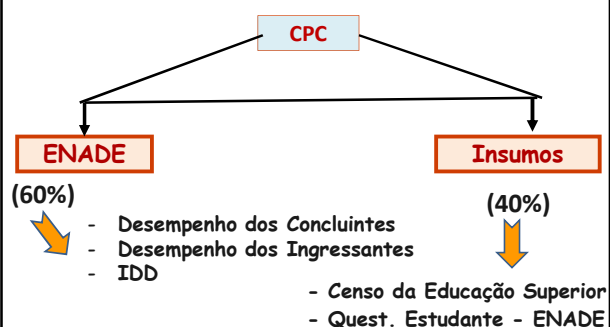 CPC
ENADE
Insumos
(60%)
(40%)
- Desempenho dos Concluintes
- Desempenho dos Ingressantes
- IDD
- Censo da Educação Superior
- Quest. Estudante - ENADE